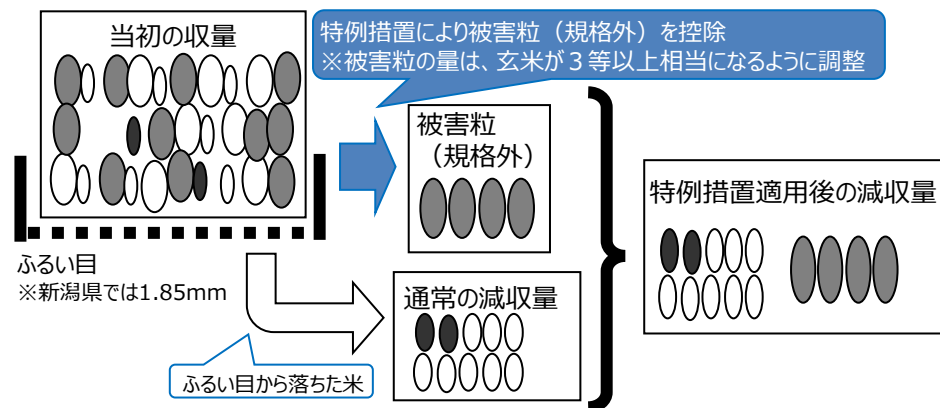 当初の収量
特例措置により被害粒（規格外）を控除
※被害粒の量は、玄米が３等以上相当になるように調整
被害粒
（規格外）
特例措置適用後の減収量
ふるい目
※新潟県では1.85mm
通常の減収量
ふるい目から落ちた米